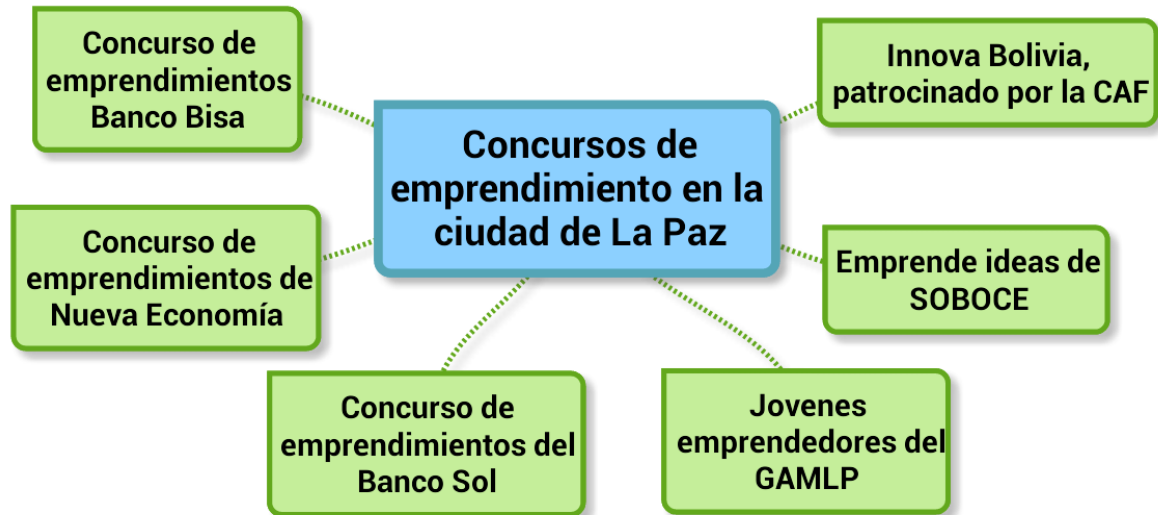 Concurso de
emprendimientos
Banco Bisa
Innova Bolivia,
patrocinado por la CAF
Concursos de
emprendimiento en la
ciudad de La Paz
Concurso de
emprendimientos de
Nueva Economía
Emprende ideas de
SOBOCE
Concurso de
emprendimientos del
Banco Sol
Jovenes
emprendedores del
GAMLP